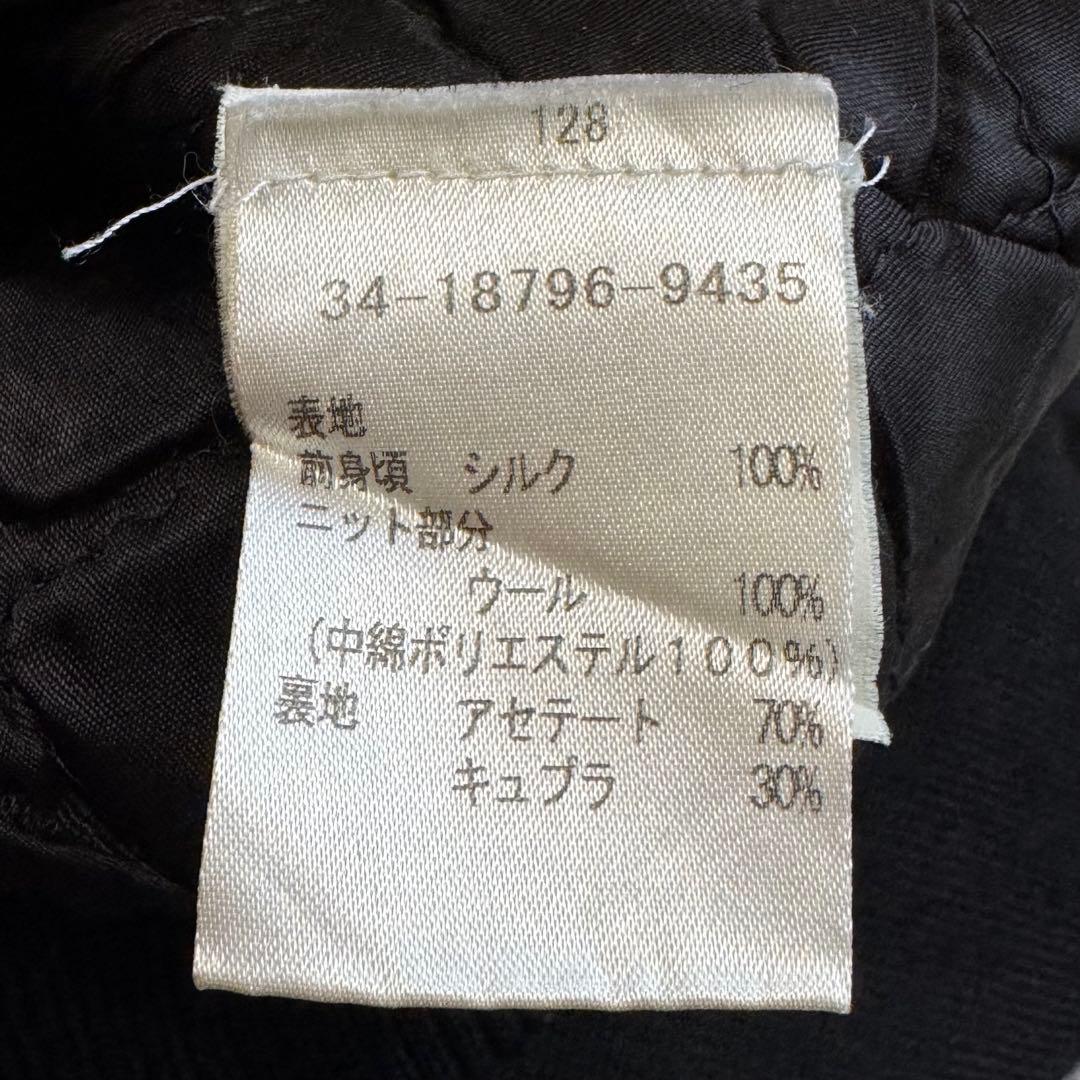 128
34-18796-9435
表地
前身頃 シルク 100%
ニット部分
ウール 100%
(中綿ポリエステル100%)
裏地 アセテート 70%
キュプラ 30%